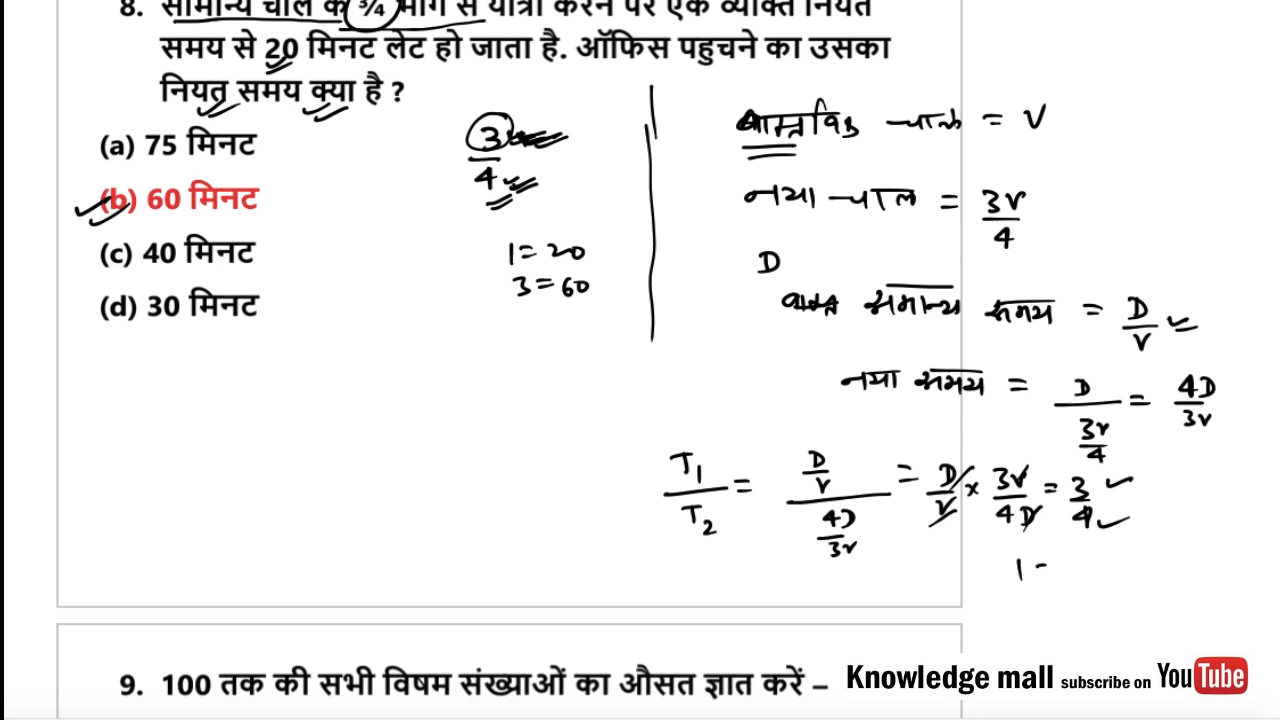 8. सामान्य चाल के ¾ भाग से यात्रा करने पर एक व्यक्ति नियत
समय से 20 मिनट लेट हो जाता है. ऑफिस पहुचने का उसका
नियत समय क्या है ?
(a) 75 मिनट
(b) 60 मिनट
(c) 40 मिनट
(d) 30 मिनट
3
4
1 = 20
3 = 60
वास्तविक चाल = V
नया चाल = 3V/4
D
समान्य समय = D/V
नया समय = D/(3V/4) = 4D/3V
T₁/T₂ = (D/V)/(4D/3V) = D/V × 3V/4D = 3/4
1 -
9. 100 तक की सभी विषम संख्याओं का औसत ज्ञात करें –
Knowledge mall subscribe on YouTube